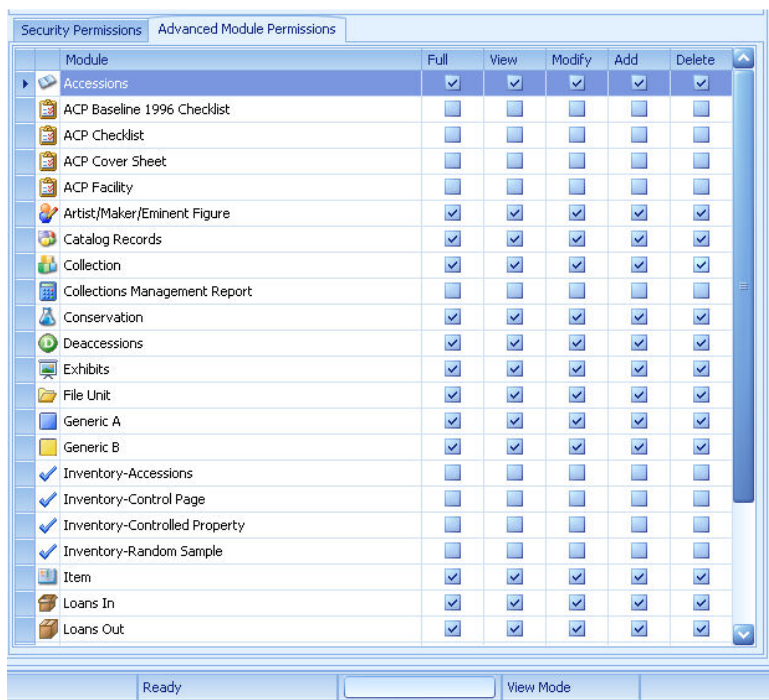 Security Permissions Advanced Module Permissions
Module Full View Modify Add Delete
Accessions
ACP Baseline 1996 Checklist
ACP Checklist
ACP Cover Sheet
ACP Facility
Artist/Maker/Eminent Figure
Catalog Records
Collection
Collections Management Report
Conservation
D Deaccessions
Exhibits
File Unit
Generic A
Generic B
Inventory-Accessions
Inventory-Control Page
Inventory-Controlled Property
Inventory-Random Sample
Item
Loans In
Loans Out
Ready View Mode